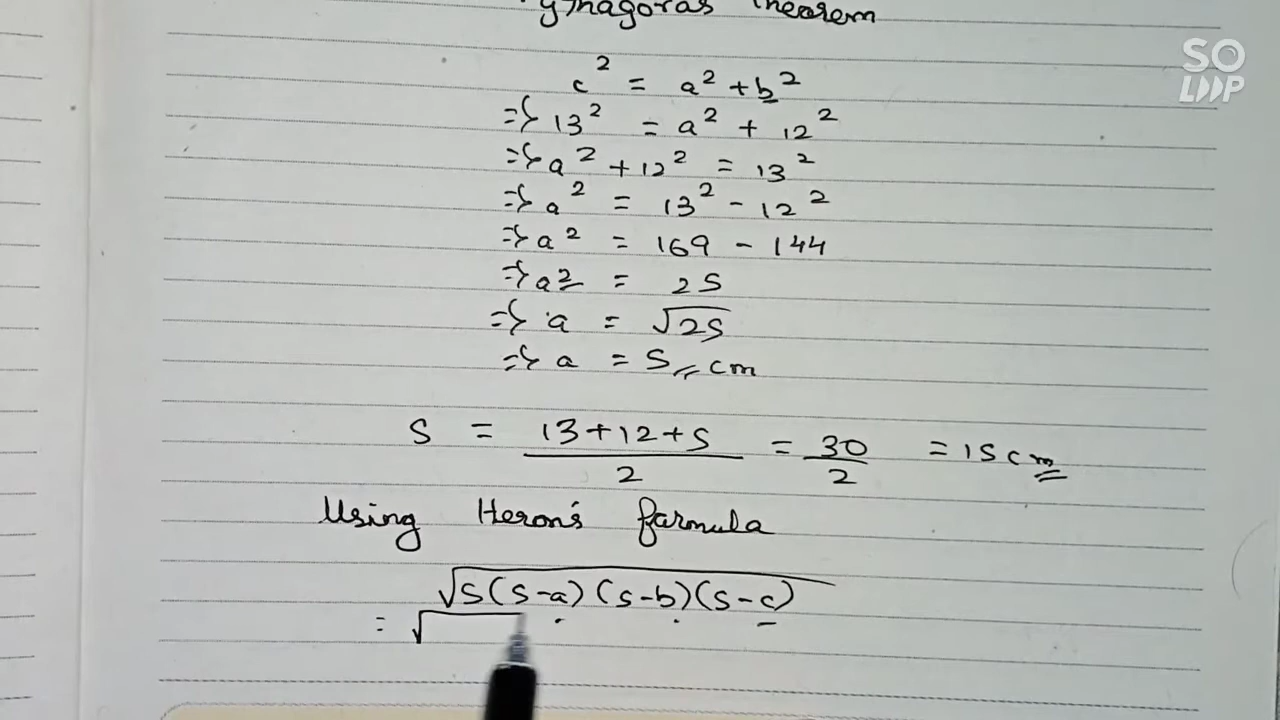 Pythagoras Theorem
SO
LOOP
c² = a² + b²
=> 13² = a² + 12²
=> a² + 12² = 13²
=> a² = 13² - 12²
=> a² = 169 - 144
=> a² = 25
=> a = √25
=> a = 5 cm
S = (13+12+5)/2 = 30/2 = 15 cm
Using Heron's farmula
√S(S-a)(S-b)(S-c)
= √